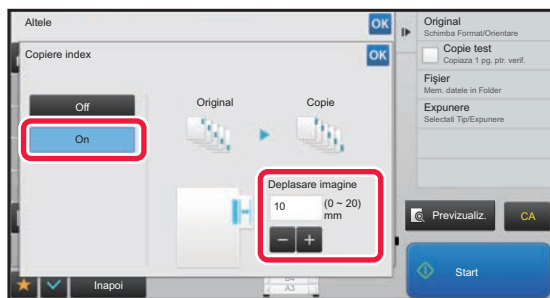 Altele
OK
Copiere index
OK
Off
On
Original
Copie
Deplasare imagine
10
(0 ~ 20)
mm
Inapoi
A3
Original
Schimba Format/Orientare
Copie test
Copiaza 1 pg. ptr. verif.
Fişier
Mem. datele in Folder
Expunere
Selectati Tip/Expunere
Previzualiz.
CA
Start